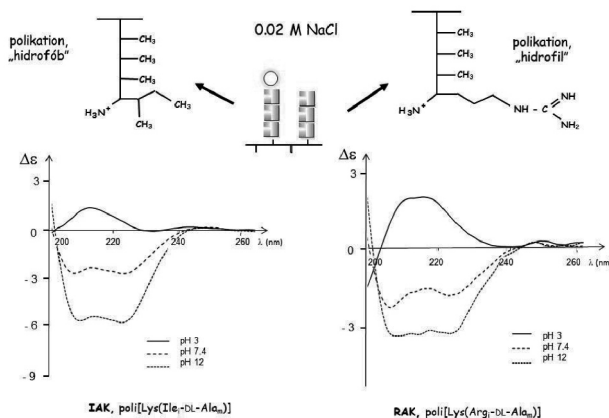 polikation,
„hidrofób"
CH₃
CH₃
CH₃
H₃N⁺
CH₃
CH₃
0.02 M NaCl
polikation,
„hidrofil"
CH₃
CH₃
CH₃
H₃N⁺
NH - C
NH
NH₂
Δε
3
0
-3
-6
-9
200
220
240
260
λ (nm)
pH 3
pH 7.4
pH 12
IAK, poli[Lys(Ileᵢ-DL-Alaₘ)]
Δε
3
0
-3
200
220
240
260
λ (nm)
pH 3
pH 7.4
pH 12
RAK, poli[Lys(Argᵢ-DL-Alaₘ)]